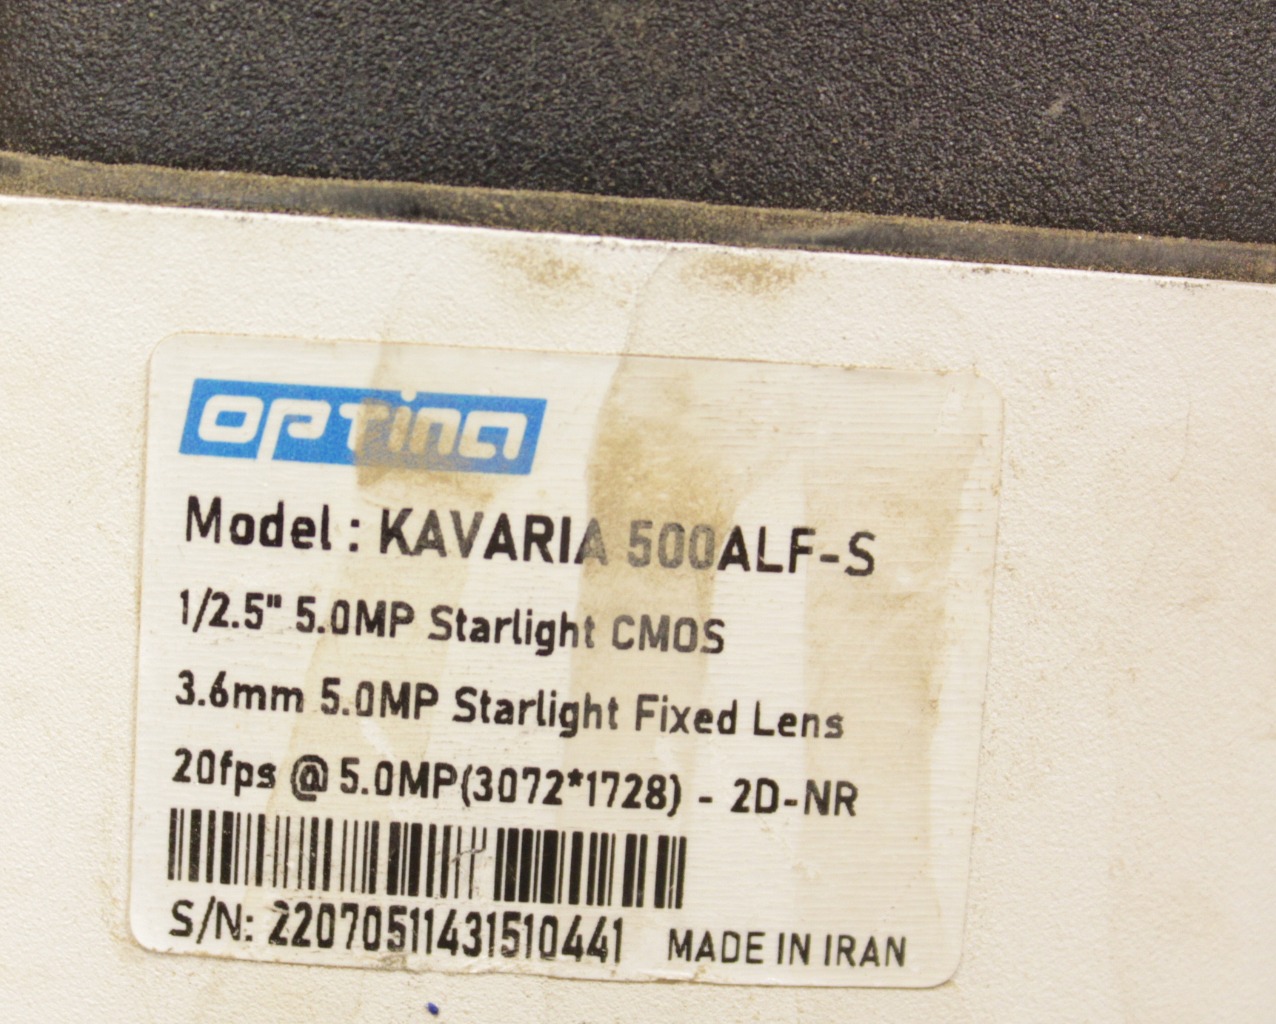 optina
Model : KAVARIA 500ALF-S
1/2.5" 5.0MP Starlight CMOS
3.6mm 5.0MP Starlight Fixed Lens
20fps @ 5.0MP(3072*1728) - 2D-NR
S/N: 22070511431510441 MADE IN IRAN